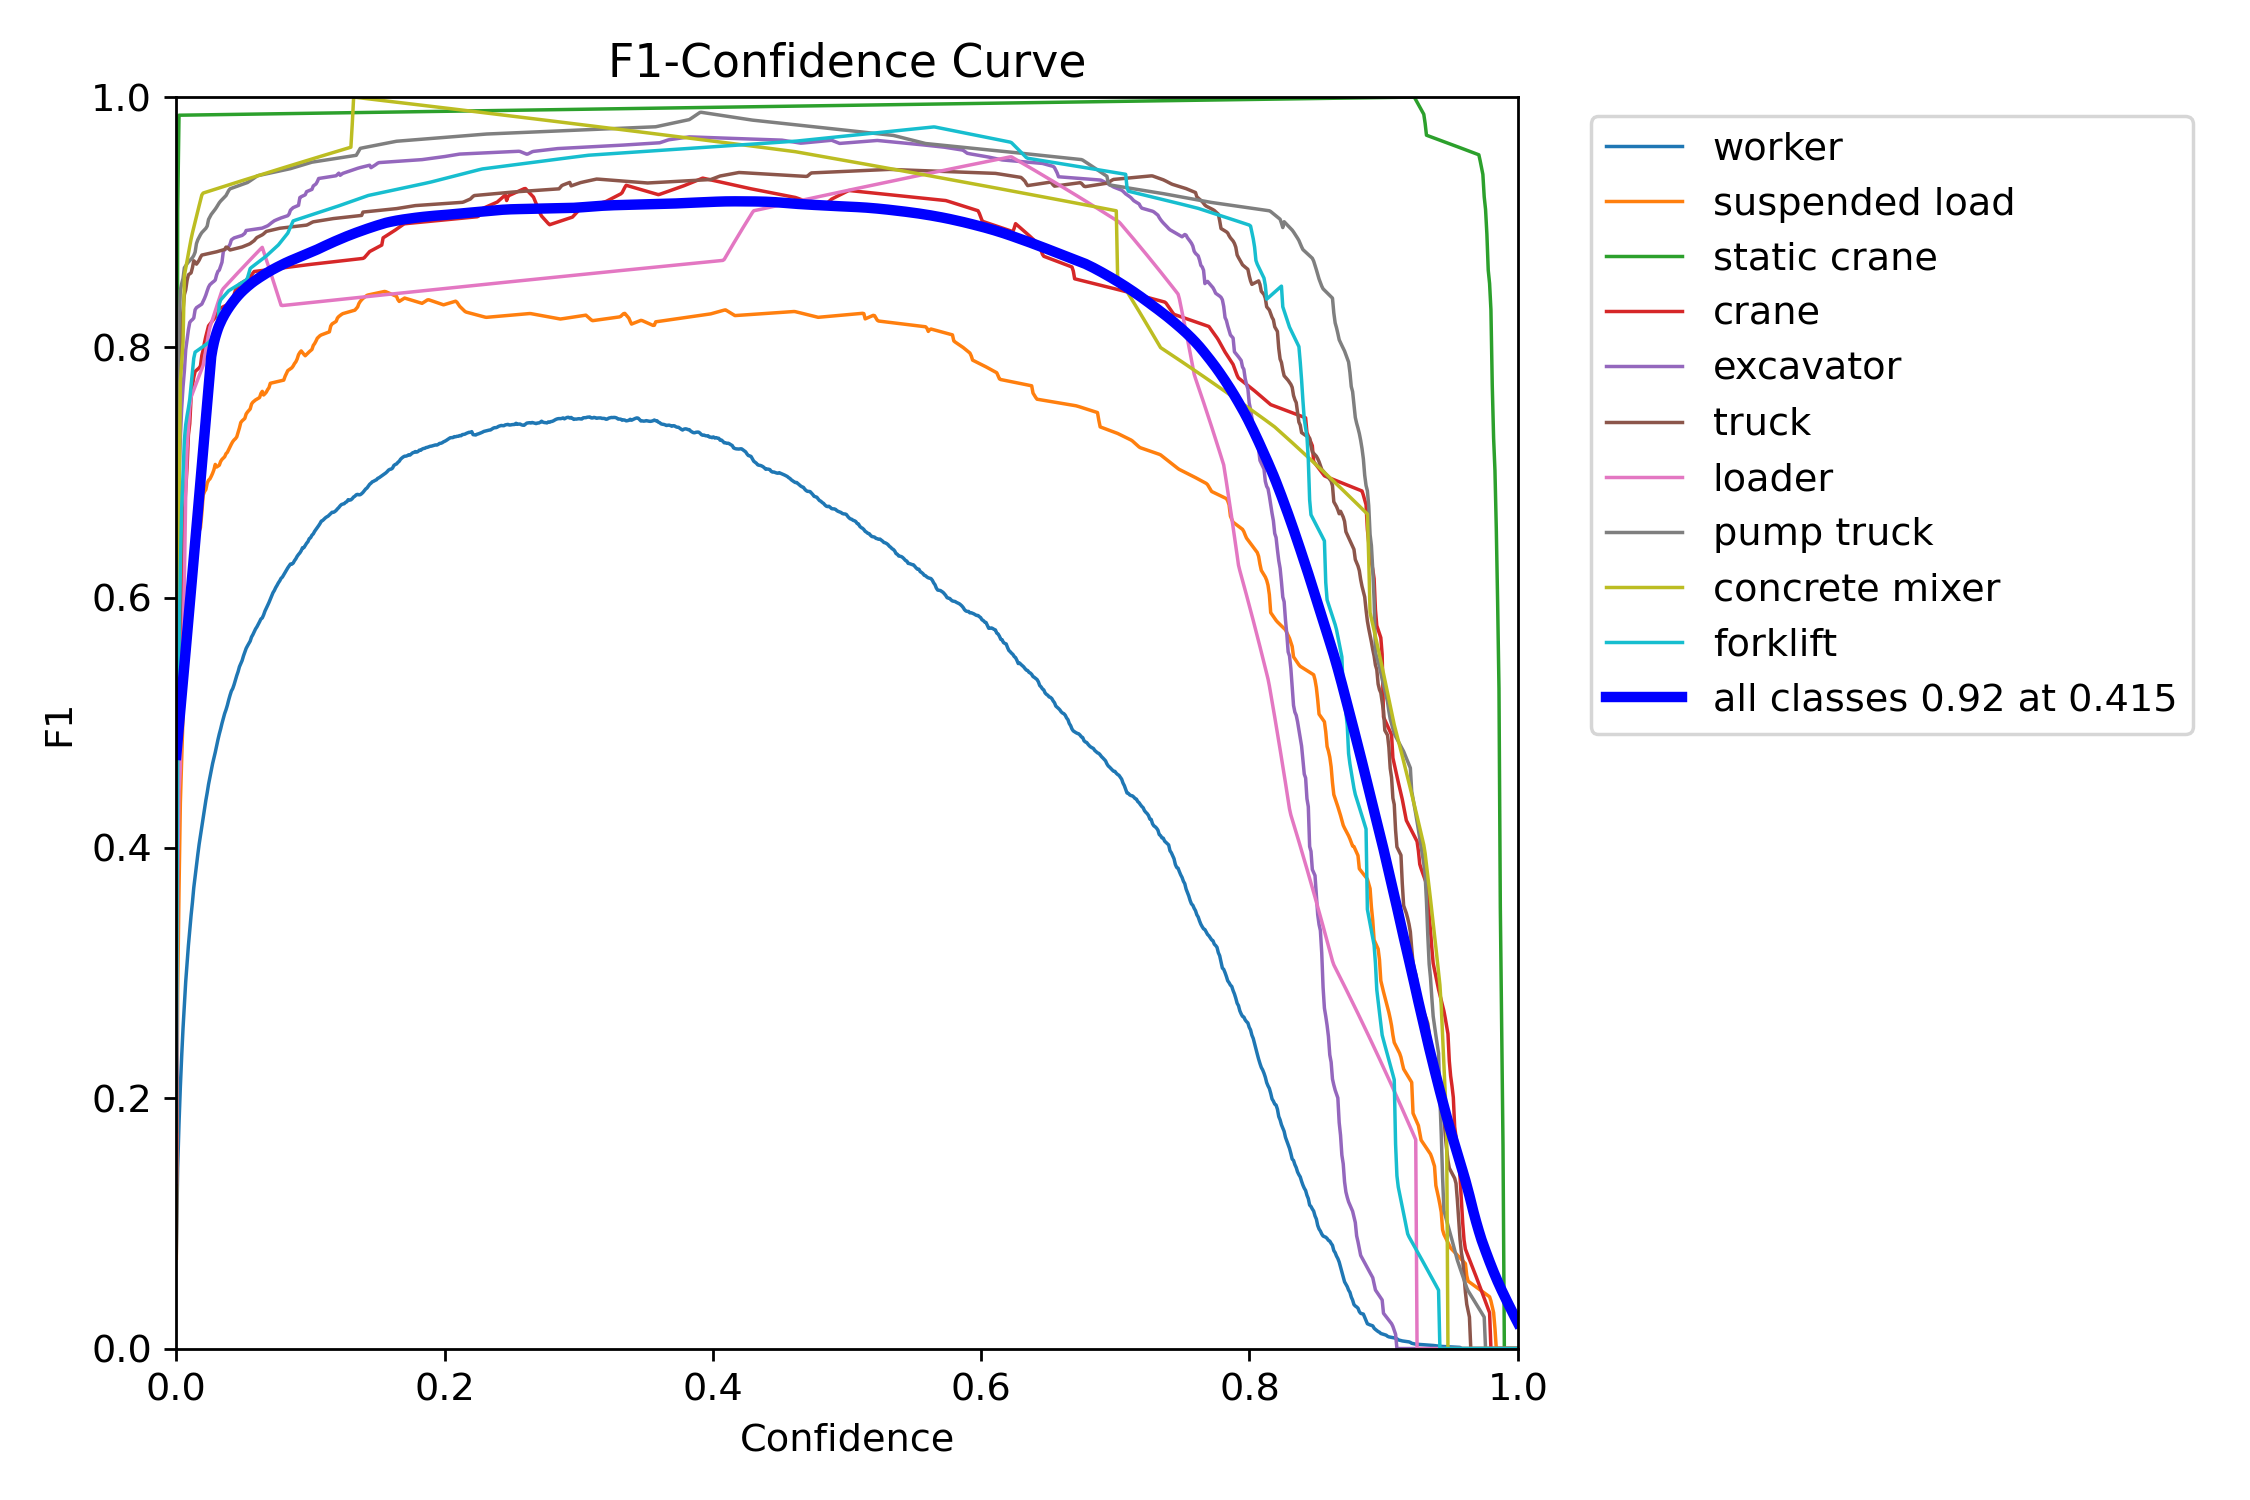 F1-Confidence Curve
1.0
0.8
0.6
0.4
0.2
0.0
F1
0.0 0.2 0.4 0.6 0.8 1.0
Confidence
worker
suspended load
static crane
crane
excavator
truck
loader
pump truck
concrete mixer
forklift
all classes 0.92 at 0.415